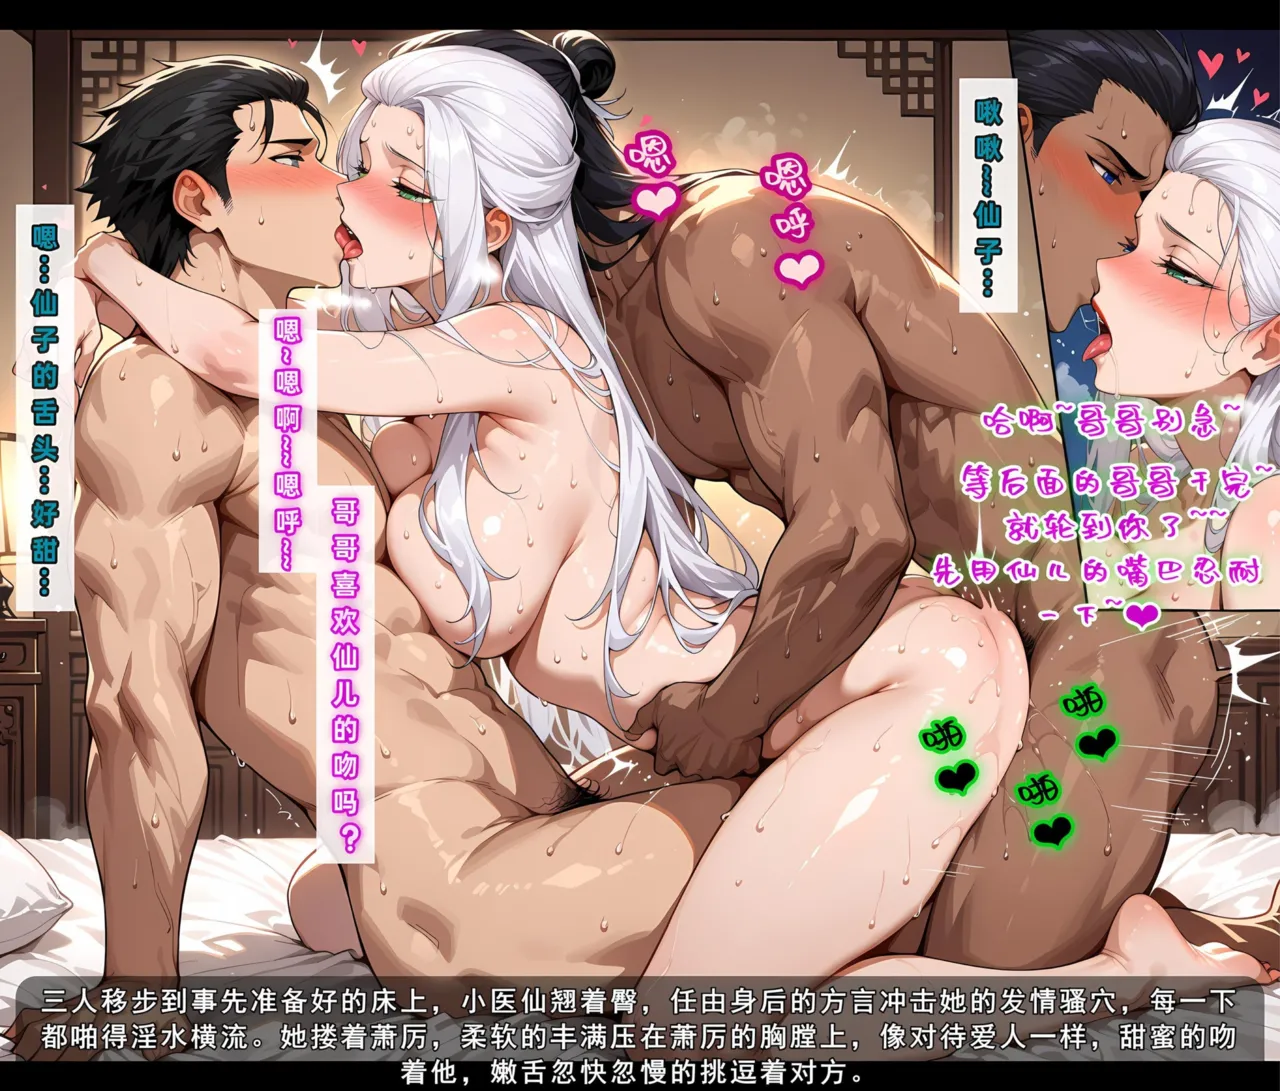 嗯…仙子的舌头…好甜…
嗯~嗯啊~~嗯呼~~
哥哥喜欢仙儿的吻吗？
嗯♥
嗯呼♥
啾啾~~仙子…
哈啊~哥哥别急~
等后面的哥哥干完~
就轮到你了~~
先用仙儿的嘴巴忍耐
一下~♥
啪♥
啪♥
啪♥
三人移步到事先准备好的床上，小医仙翘着臀，任由身后的方言冲击她的发情骚穴，每一下
都啪得淫水横流。她搂着萧厉，柔软的丰满压在萧厉的胸膛上，像对待爱人一样，甜蜜的吻
着他，嫩舌忽快忽慢的挑逗着对方。